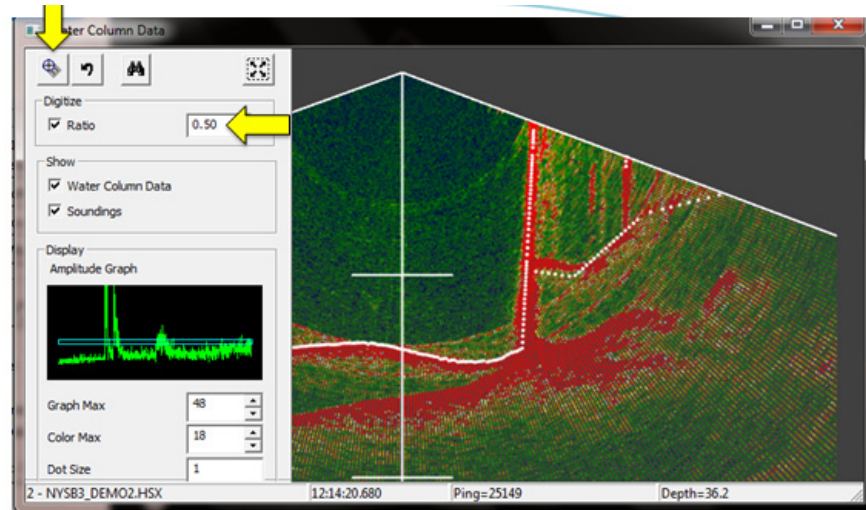 Water Column Data
Digitize
Ratio
0.50
Show
Water Column Data
Soundings
Display
Amplitude Graph
Graph Max
48
Color Max
18
Dot Size
1
2 - NYSB3_DEMO2.HSX
12:14:20.680
Ping=25149
Depth=36.2